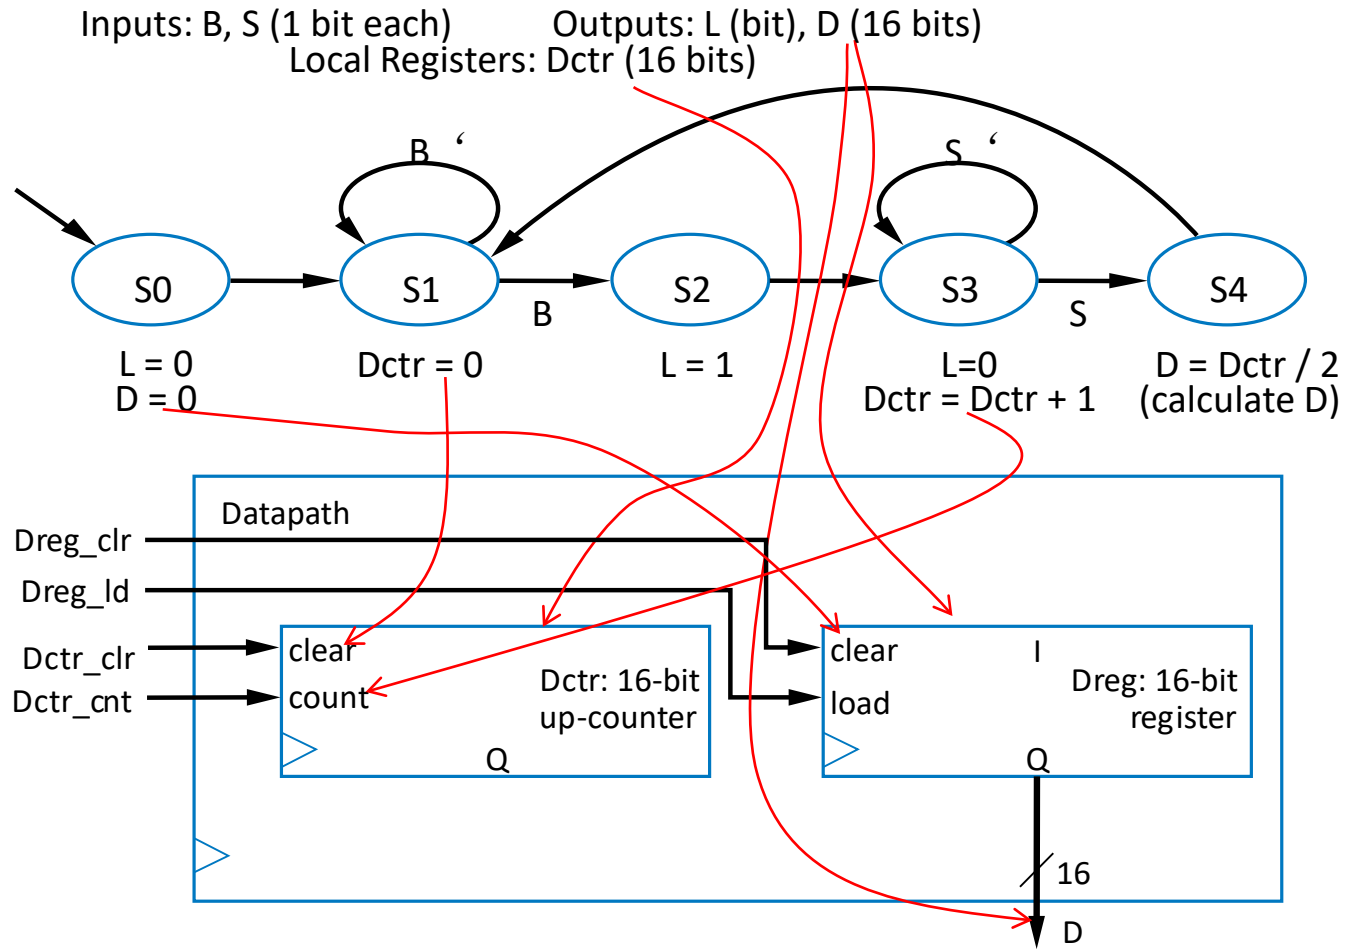 Inputs: B, S (1 bit each) Outputs: L (bit), D (16 bits)
Local Registers: Dctr (16 bits)
B ‘
S ‘
S0
S1
S2
S3
S4
B
S
L = 0
D = 0
Dctr = 0
L = 1
L=0
Dctr = Dctr + 1
D = Dctr / 2
(calculate D)
Datapath
Dreg_clr
Dreg_ld
Dctr_clr
Dctr_cnt
clear
count
Dctr: 16-bit
up-counter
Q
clear
load
I
Dreg: 16-bit
register
Q
16
D